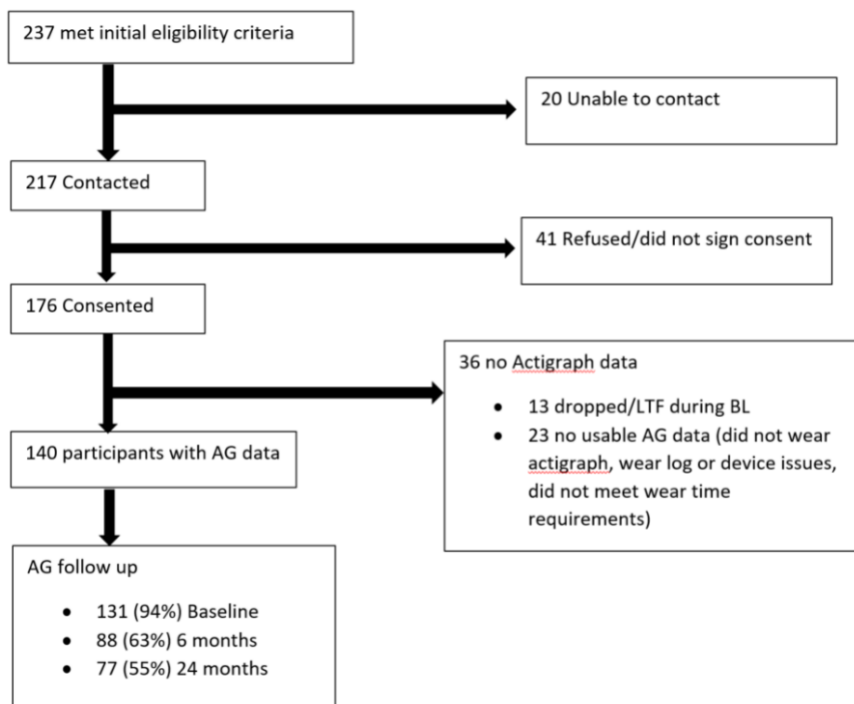 237 met initial eligibility criteria
20 Unable to contact
217 Contacted
41 Refused/did not sign consent
176 Consented
36 no Actigraph data
• 13 dropped/LTF during BL
• 23 no usable AG data (did not wear
actigraph, wear log or device issues,
did not meet wear time
requirements)
140 participants with AG data
AG follow up
• 131 (94%) Baseline
• 88 (63%) 6 months
• 77 (55%) 24 months